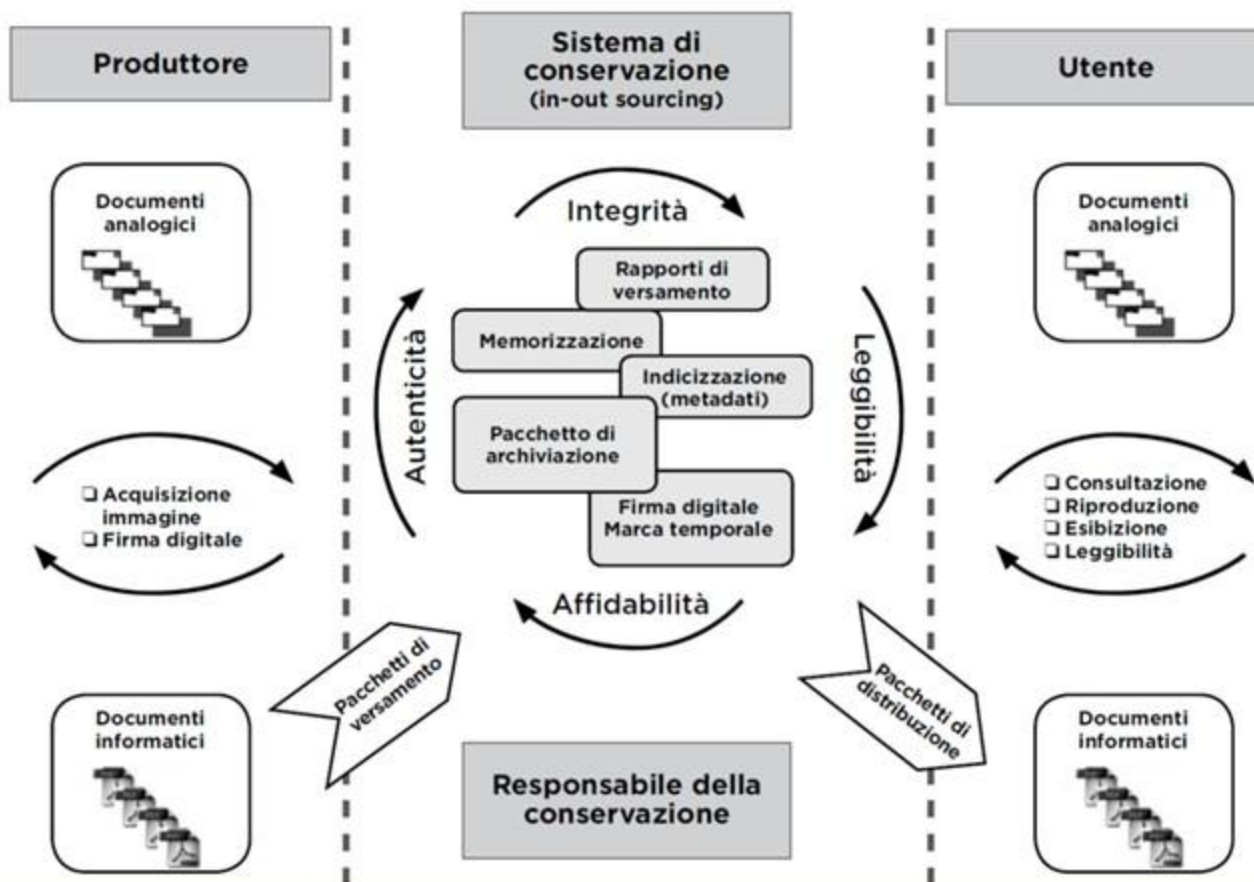 Produttore
Documenti
analogici
❑ Acquisizione
immagine
❑ Firma digitale
Documenti
informatici
Pacchetti di
versamento
Sistema di
conservazione
(in-out sourcing)
Integrità
Autenticità
Leggibilità
Affidabilità
Rapporti di
versamento
Memorizzazione
Indicizzazione
(metadati)
Pacchetto di
archiviazione
Firma digitale
Marca temporale
Responsabile della
conservazione
Pacchetti di
distribuzione
Utente
Documenti
analogici
❑ Consultazione
❑ Riproduzione
❑ Esibizione
❑ Leggibilità
Documenti
informatici